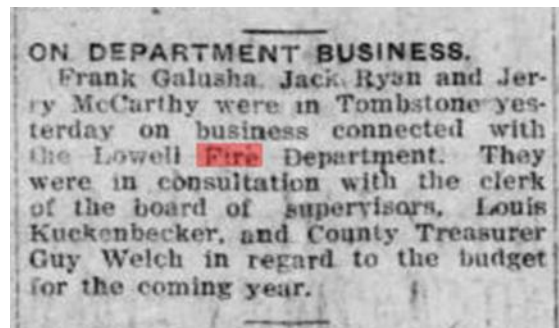 ON DEPARTMENT BUSINESS.
Frank Galusha, Jack Ryan and Jer-
ry McCarthy were in Tombstone yes-
terday on business connected with
the Lowell Fire Department. They
were in consultation with the clerk
of the board of supervisors, Louis
Kuckenbecker, and County Treasurer
Guy Welch in regard to the budget
for the coming year.